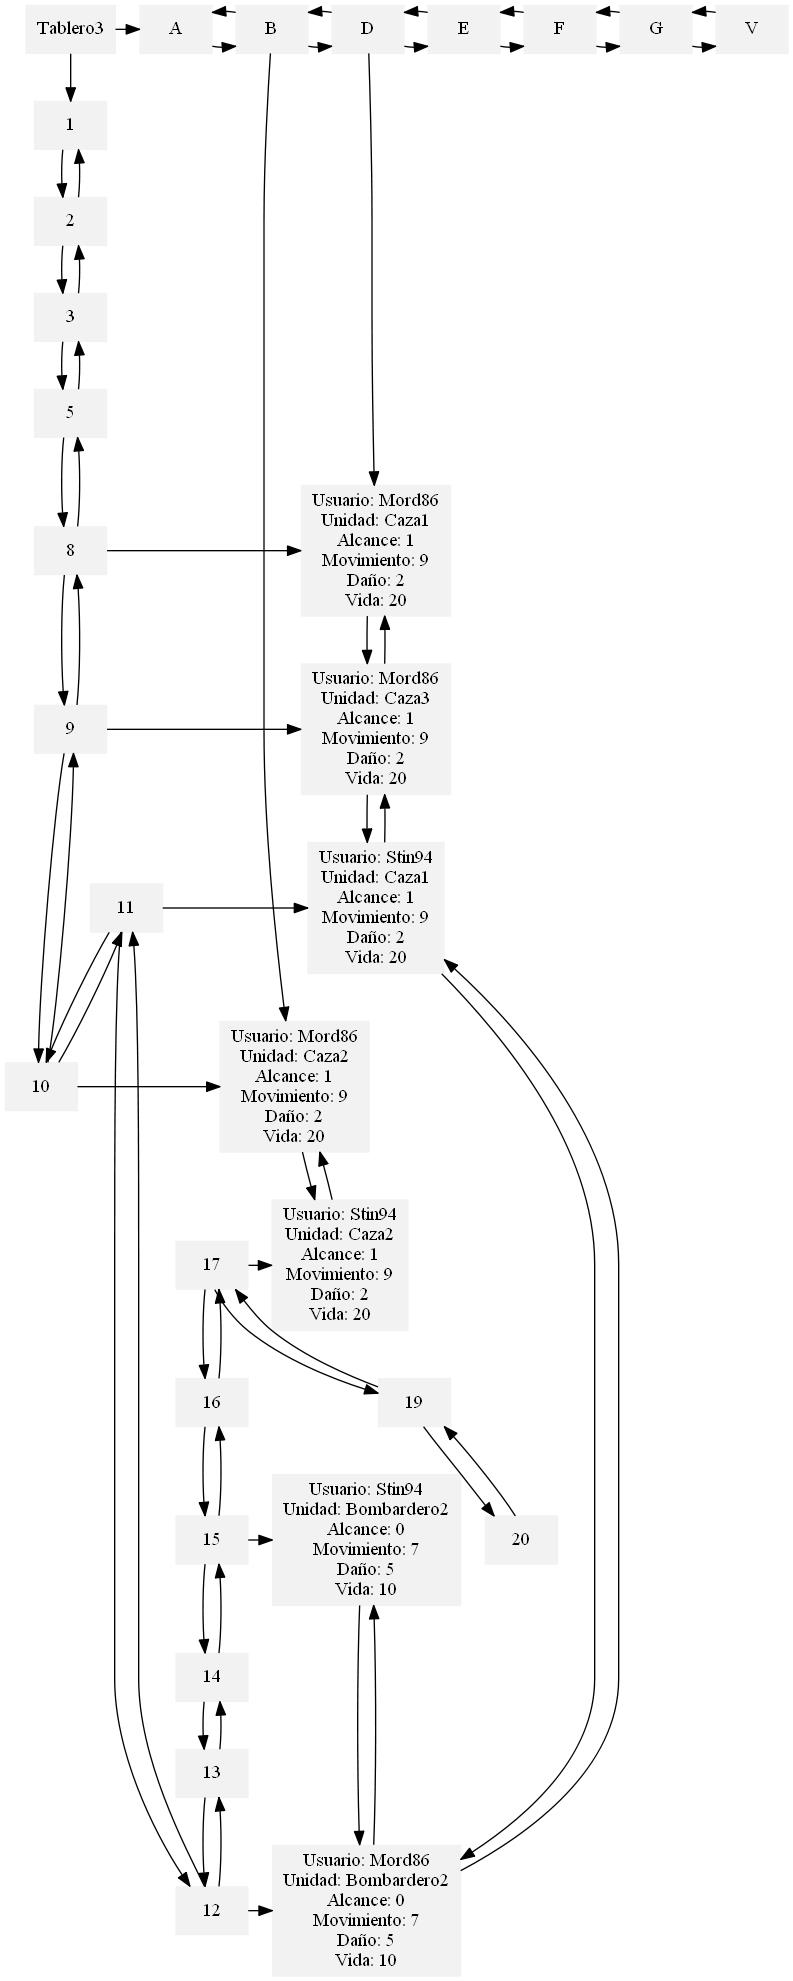 Tablero3
A
B
D
E
F
G
V
1
2
3
5
8
Usuario: Mord86
Unidad: Caza1
Alcance: 1
Movimiento: 9
Daño: 2
Vida: 20
9
Usuario: Mord86
Unidad: Caza3
Alcance: 1
Movimiento: 9
Daño: 2
Vida: 20
11
Usuario: Stin94
Unidad: Caza1
Alcance: 1
Movimiento: 9
Daño: 2
Vida: 20
10
Usuario: Mord86
Unidad: Caza2
Alcance: 1
Movimiento: 9
Daño: 2
Vida: 20
17
Usuario: Stin94
Unidad: Caza2
Alcance: 1
Movimiento: 9
Daño: 2
Vida: 20
16
19
15
Usuario: Stin94
Unidad: Bombardero2
Alcance: 0
Movimiento: 7
Daño: 5
Vida: 10
20
14
13
12
Usuario: Mord86
Unidad: Bombardero2
Alcance: 0
Movimiento: 7
Daño: 5
Vida: 10